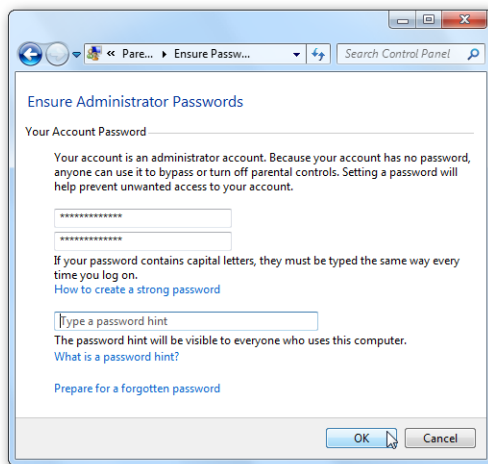 « Pare... ▸ Ensure Passw... Search Control Panel
Ensure Administrator Passwords
Your Account Password
Your account is an administrator account. Because your account has no password,
anyone can use it to bypass or turn off parental controls. Setting a password will
help prevent unwanted access to your account.
*************
*************
If your password contains capital letters, they must be typed the same way every
time you log on.
How to create a strong password
Type a password hint
The password hint will be visible to everyone who uses this computer.
What is a password hint?
Prepare for a forgotten password
OK Cancel